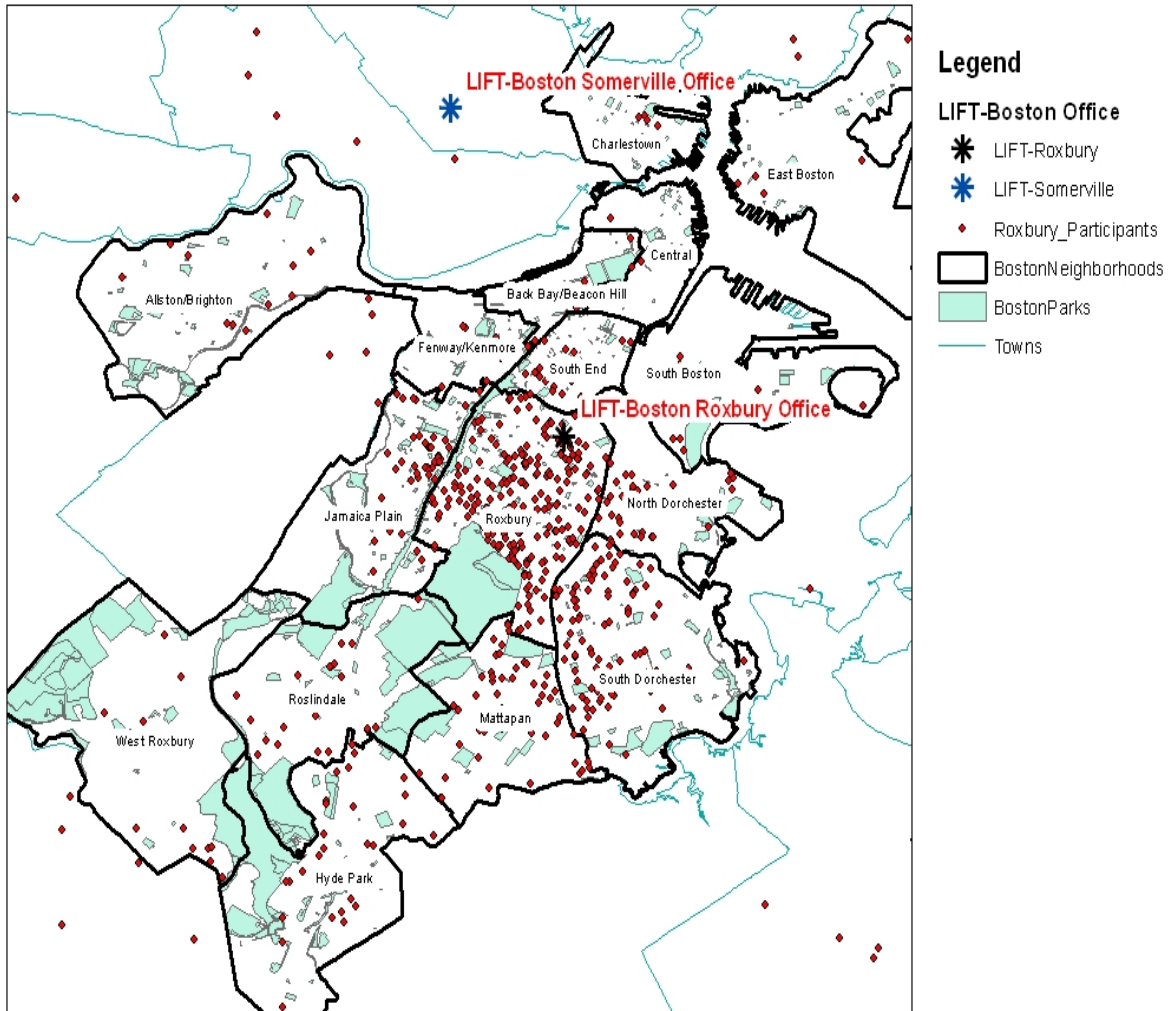 LIFT-Boston Somerville Office
Charlestown
East Boston
Central
Allston/Brighton
Back Bay/Beacon Hill
Fenway/Kenmore
South End
South Boston
LIFT-Boston Roxbury Office
Jamaica Plain
Roxbury
North Dorchester
Roslindale
South Dorchester
Mattapan
West Roxbury
Hyde Park
Legend
LIFT-Boston Office
LIFT-Roxbury
LIFT-Somerville
Roxbury_Participants
BostonNeighborhoods
BostonParks
Towns